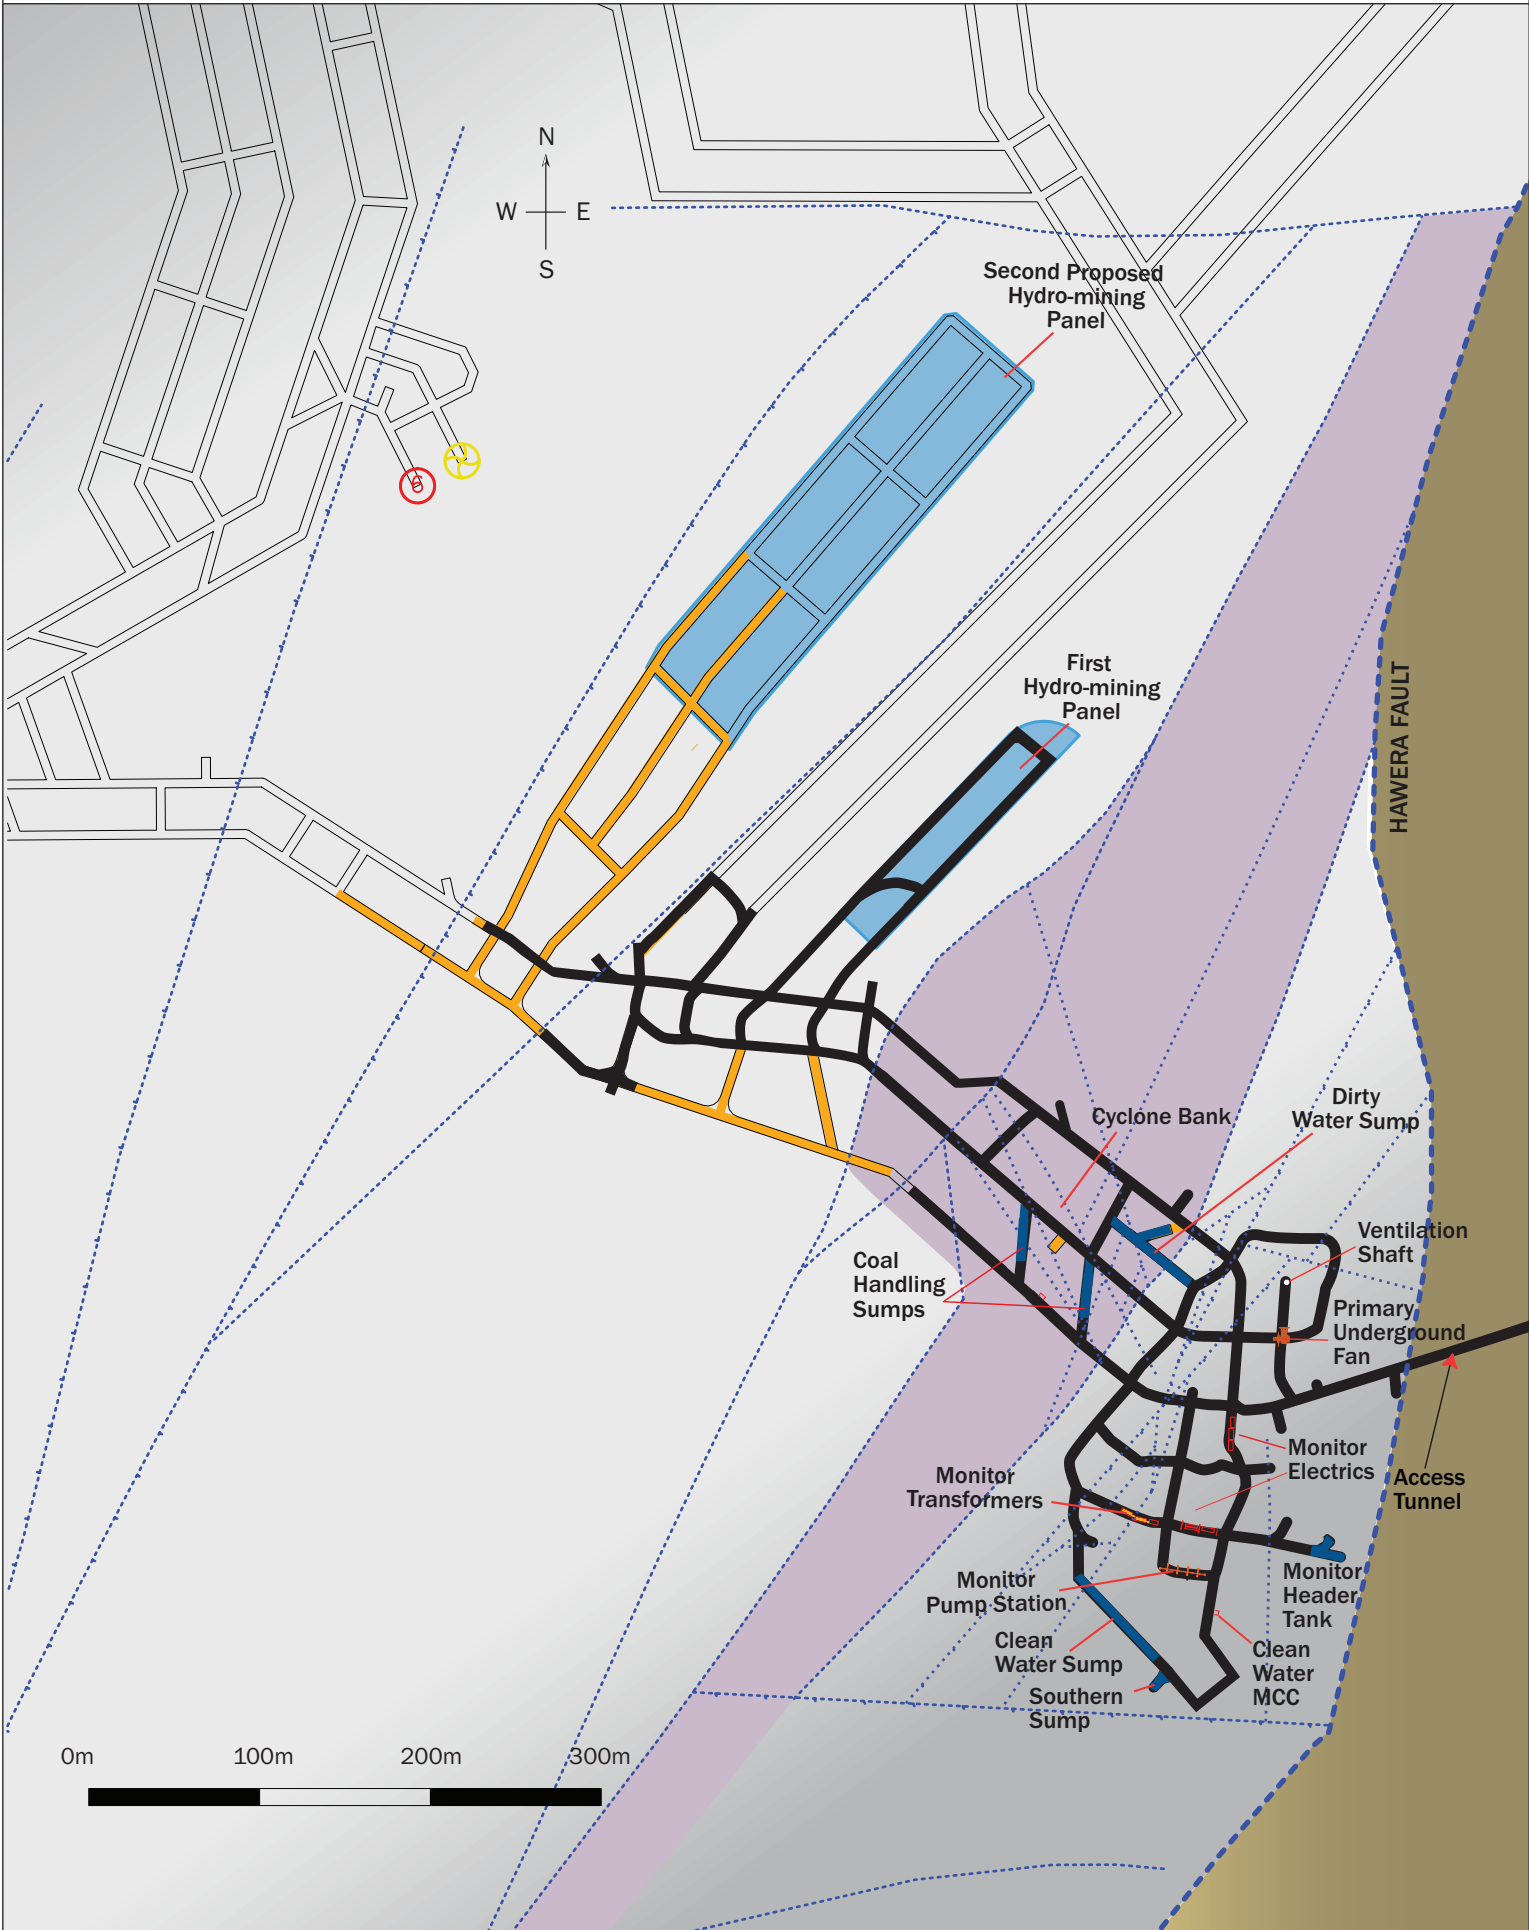 N
W
E
S
Second Proposed
Hydro-mining
Panel
First
Hydro-mining
Panel
HAWERA FAULT
Dirty
Water Sump
Cyclone Bank
Ventilation
Shaft
Coal
Handling
Sumps
Primary
Underground
Fan
Monitor
Electrics
Access
Tunnel
Monitor
Transformers
Monitor
Header
Tank
Monitor
Pump Station
Clean
Water Sump
Clean
Water
MCC
Southern
Sump
0m
100m
200m
300m